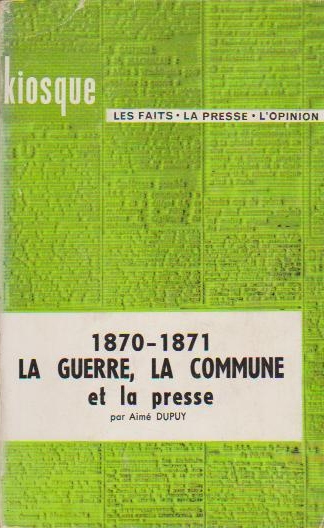 kiosque
LES FAITS • LA PRESSE • L'OPINION
1870-1871
LA GUERRE, LA COMMUNE
et la presse
par Aimé DUPUY